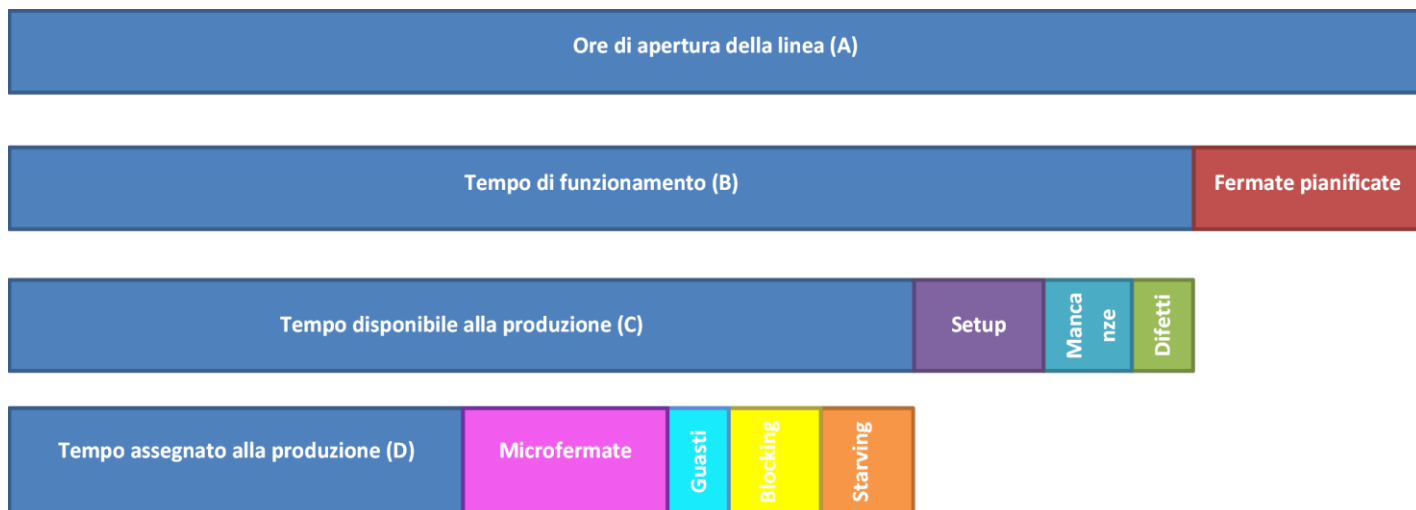 Ore di apertura della linea (A)
Tempo di funzionamento (B)
Fermate pianificate
Tempo disponibile alla produzione (C)
Setup
Manca
nze
Difetti
Tempo assegnato alla produzione (D)
Microfermate
Guasti
Blocking
Starving